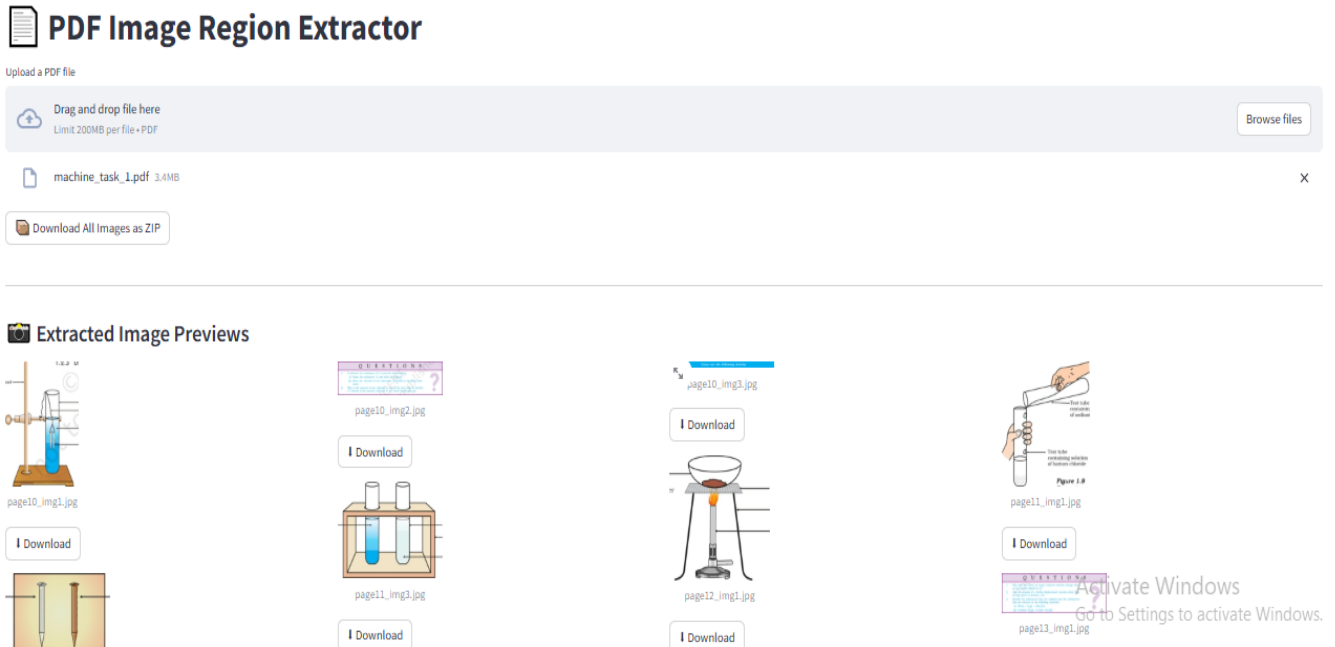 PDF Image Region Extractor
Upload a PDF file
Drag and drop file here
Limit 200MB per file • PDF
Browse files
machine_task_1.pdf 3.4MB
X
Download All Images as ZIP
Extracted Image Previews
page10_img1.jpg
Download
QUESTIONS
?
page10_img2.jpg
Download
page11_img3.jpg
Download
page10_img3.jpg
Download
page12_img1.jpg
Download
Test tube
Test tube
containing solution
Figure 1.8
page11_img1.jpg
Download
QUESTIONS
?
page13_img1.jpg
Activate Windows
Go to Settings to activate Windows.